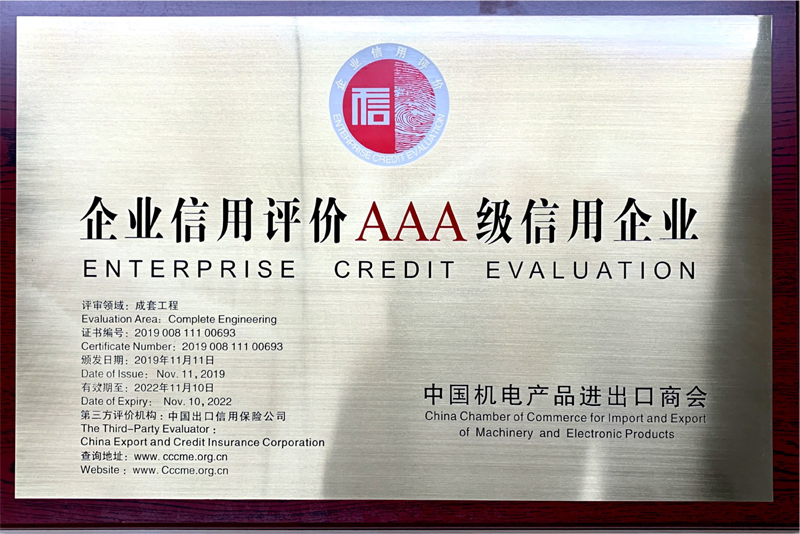 企业信用评价
信
ENTERPRISE CREDIT EVALUATION
企业信用评价AAA级信用企业
ENTERPRISE CREDIT EVALUATION
评审领域：成套工程
Evaluation Area：Complete Engineering
证书编号：2019 008 111 00693
Certificate Number：2019 008 111 00693
颁发日期：2019年11月11日
Date of Issue： Nov. 11, 2019
有效期至：2022年11月10日
Date of Expiry： Nov. 10, 2022
第三方评价机构：中国出口信用保险公司
The Third-Party Evaluator：
China Export and Credit Insurance Corporation
查询地址：www. cccme.org.cn
Website：www. Cccme.org.cn
中国机电产品进出口商会
China Chamber of Commerce for Import and Export
of Machinery and Electronic Products